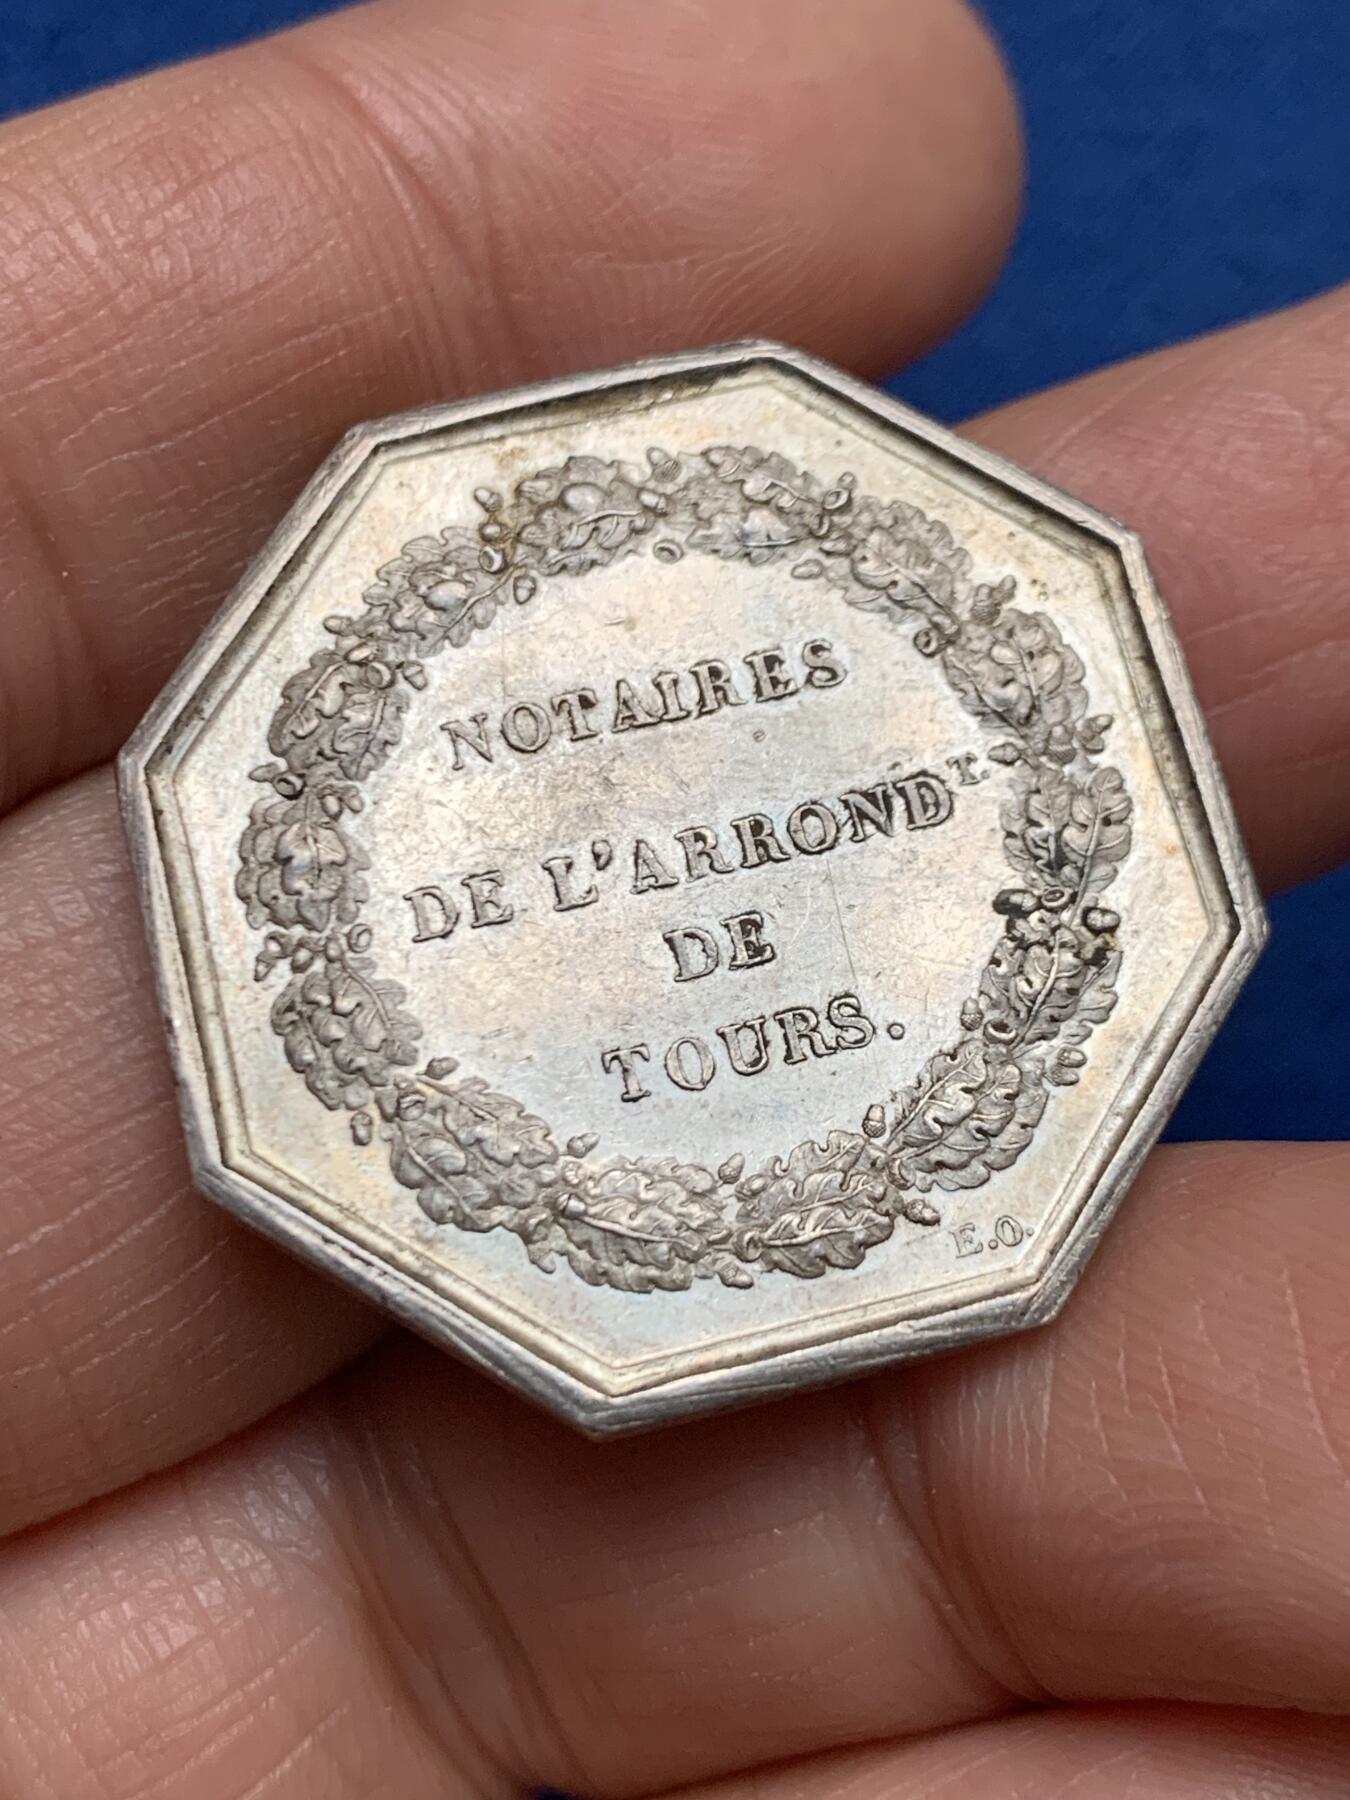 NOTAIRES
DE L'ARRONDT.
DE
TOURS.
E.O.